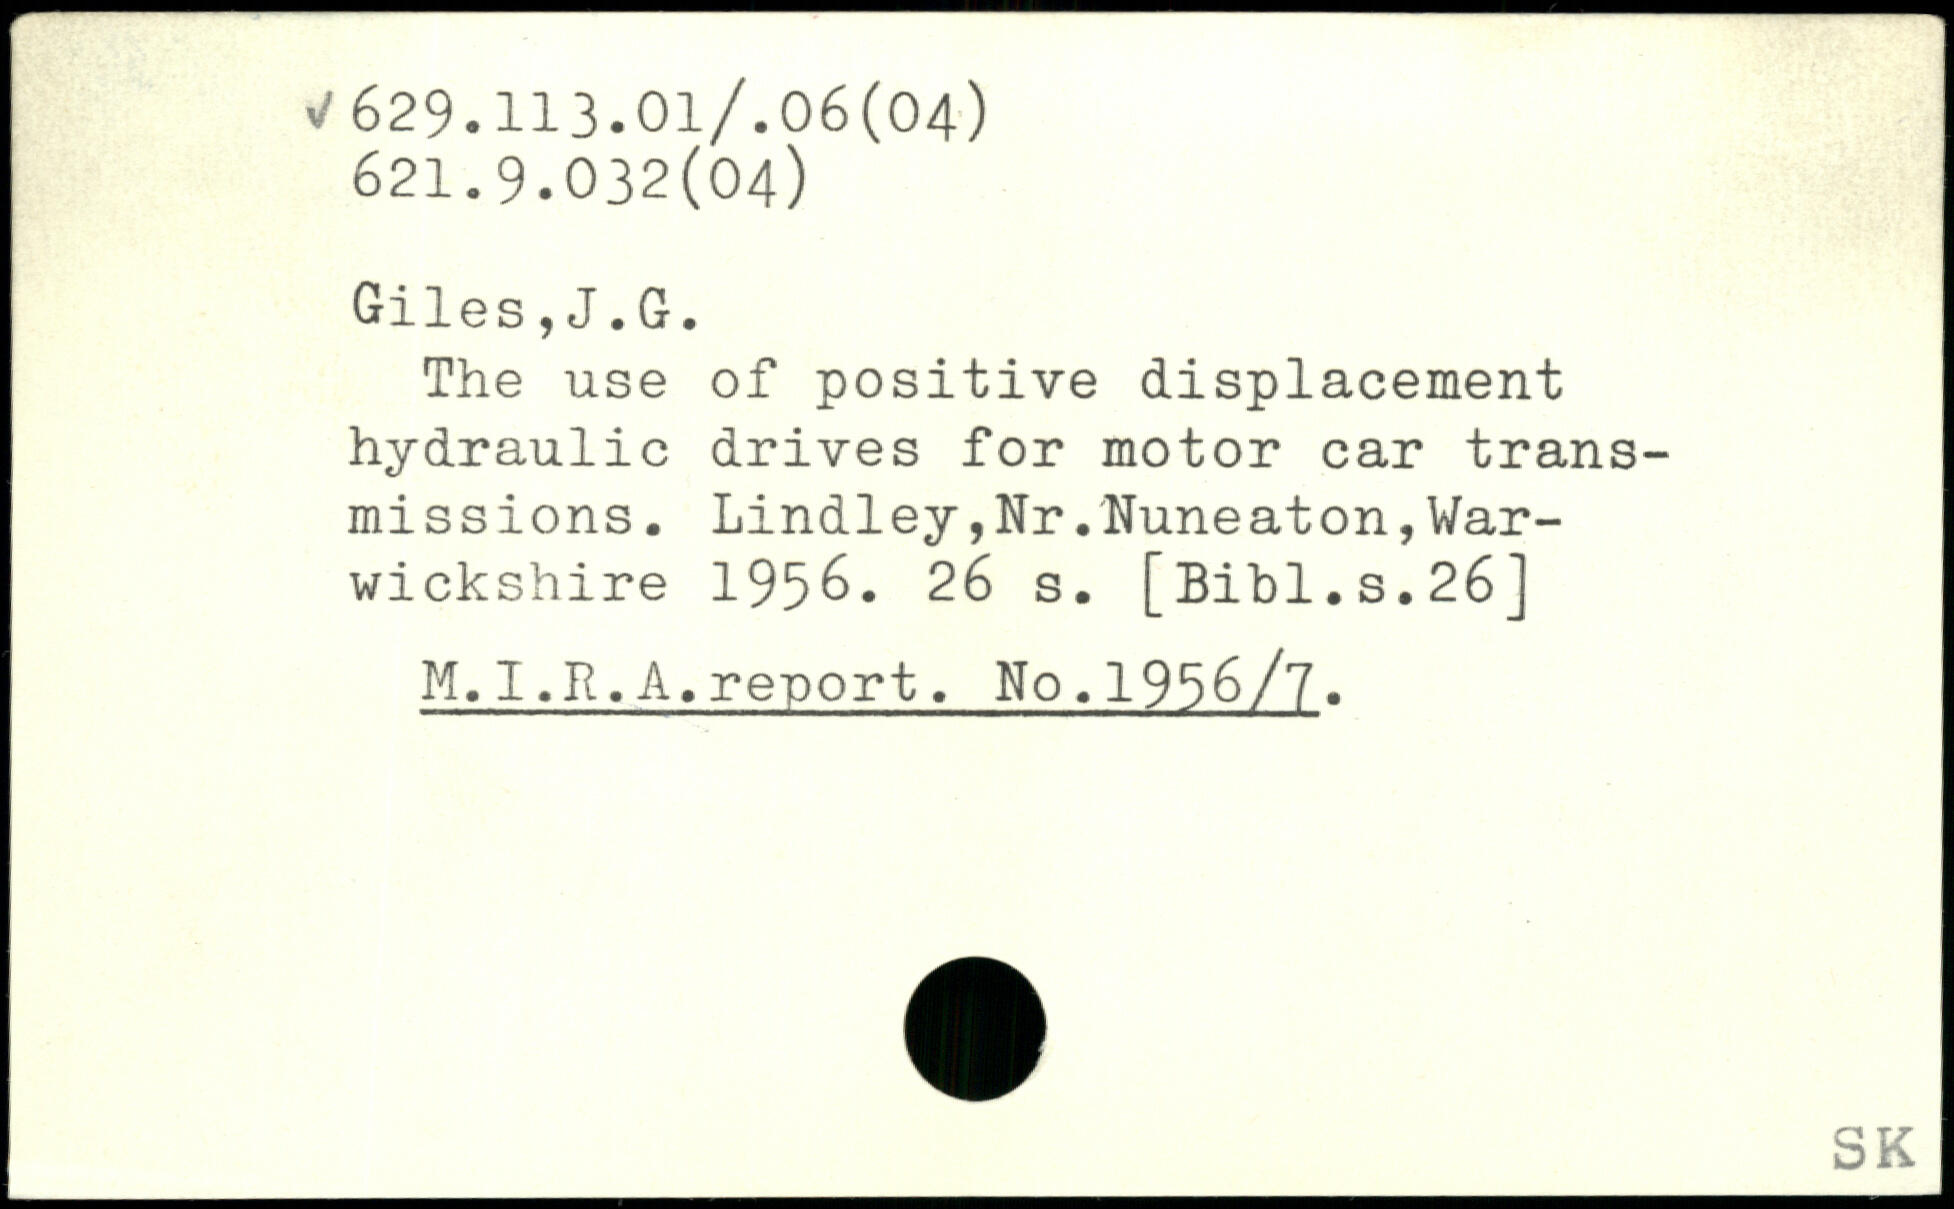 ✓ 629.113.01/.06(04)
621.9.032(04)
Giles,J.G.
The use of positive displacement
hydraulic drives for motor car trans-
missions. Lindley,Nr.Nuneaton,War-
wickshire 1956. 26 s. [Bibl.s.26]
M.I.R.A.report. No.1956/7.
SK